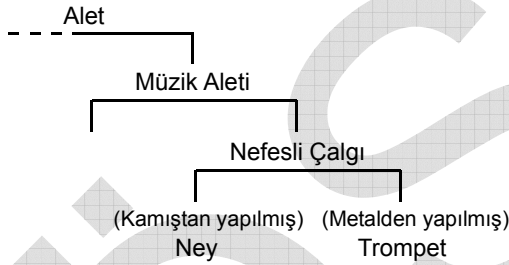 Alet
Müzik Aleti
Nefesli Çalgı
(Kamıştan yapılmış) (Metalden yapılmış)
Ney Trompet